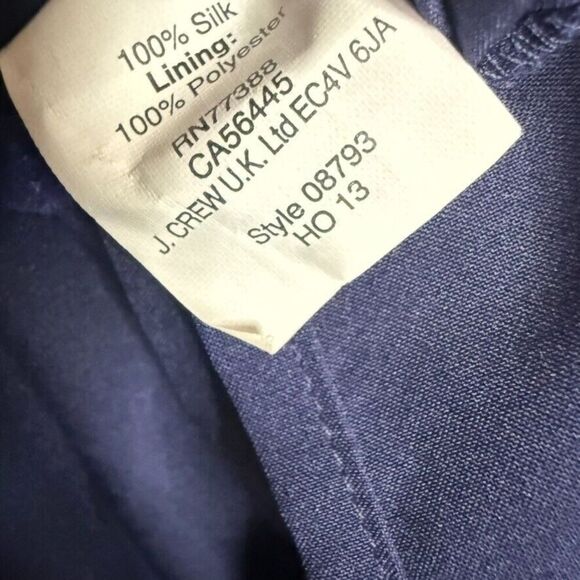 100% Silk
Lining:
100% Polyester
RN77388
CA56445
J. CREW U.K. Ltd EC4V 6JA
Style 08793
HO 13